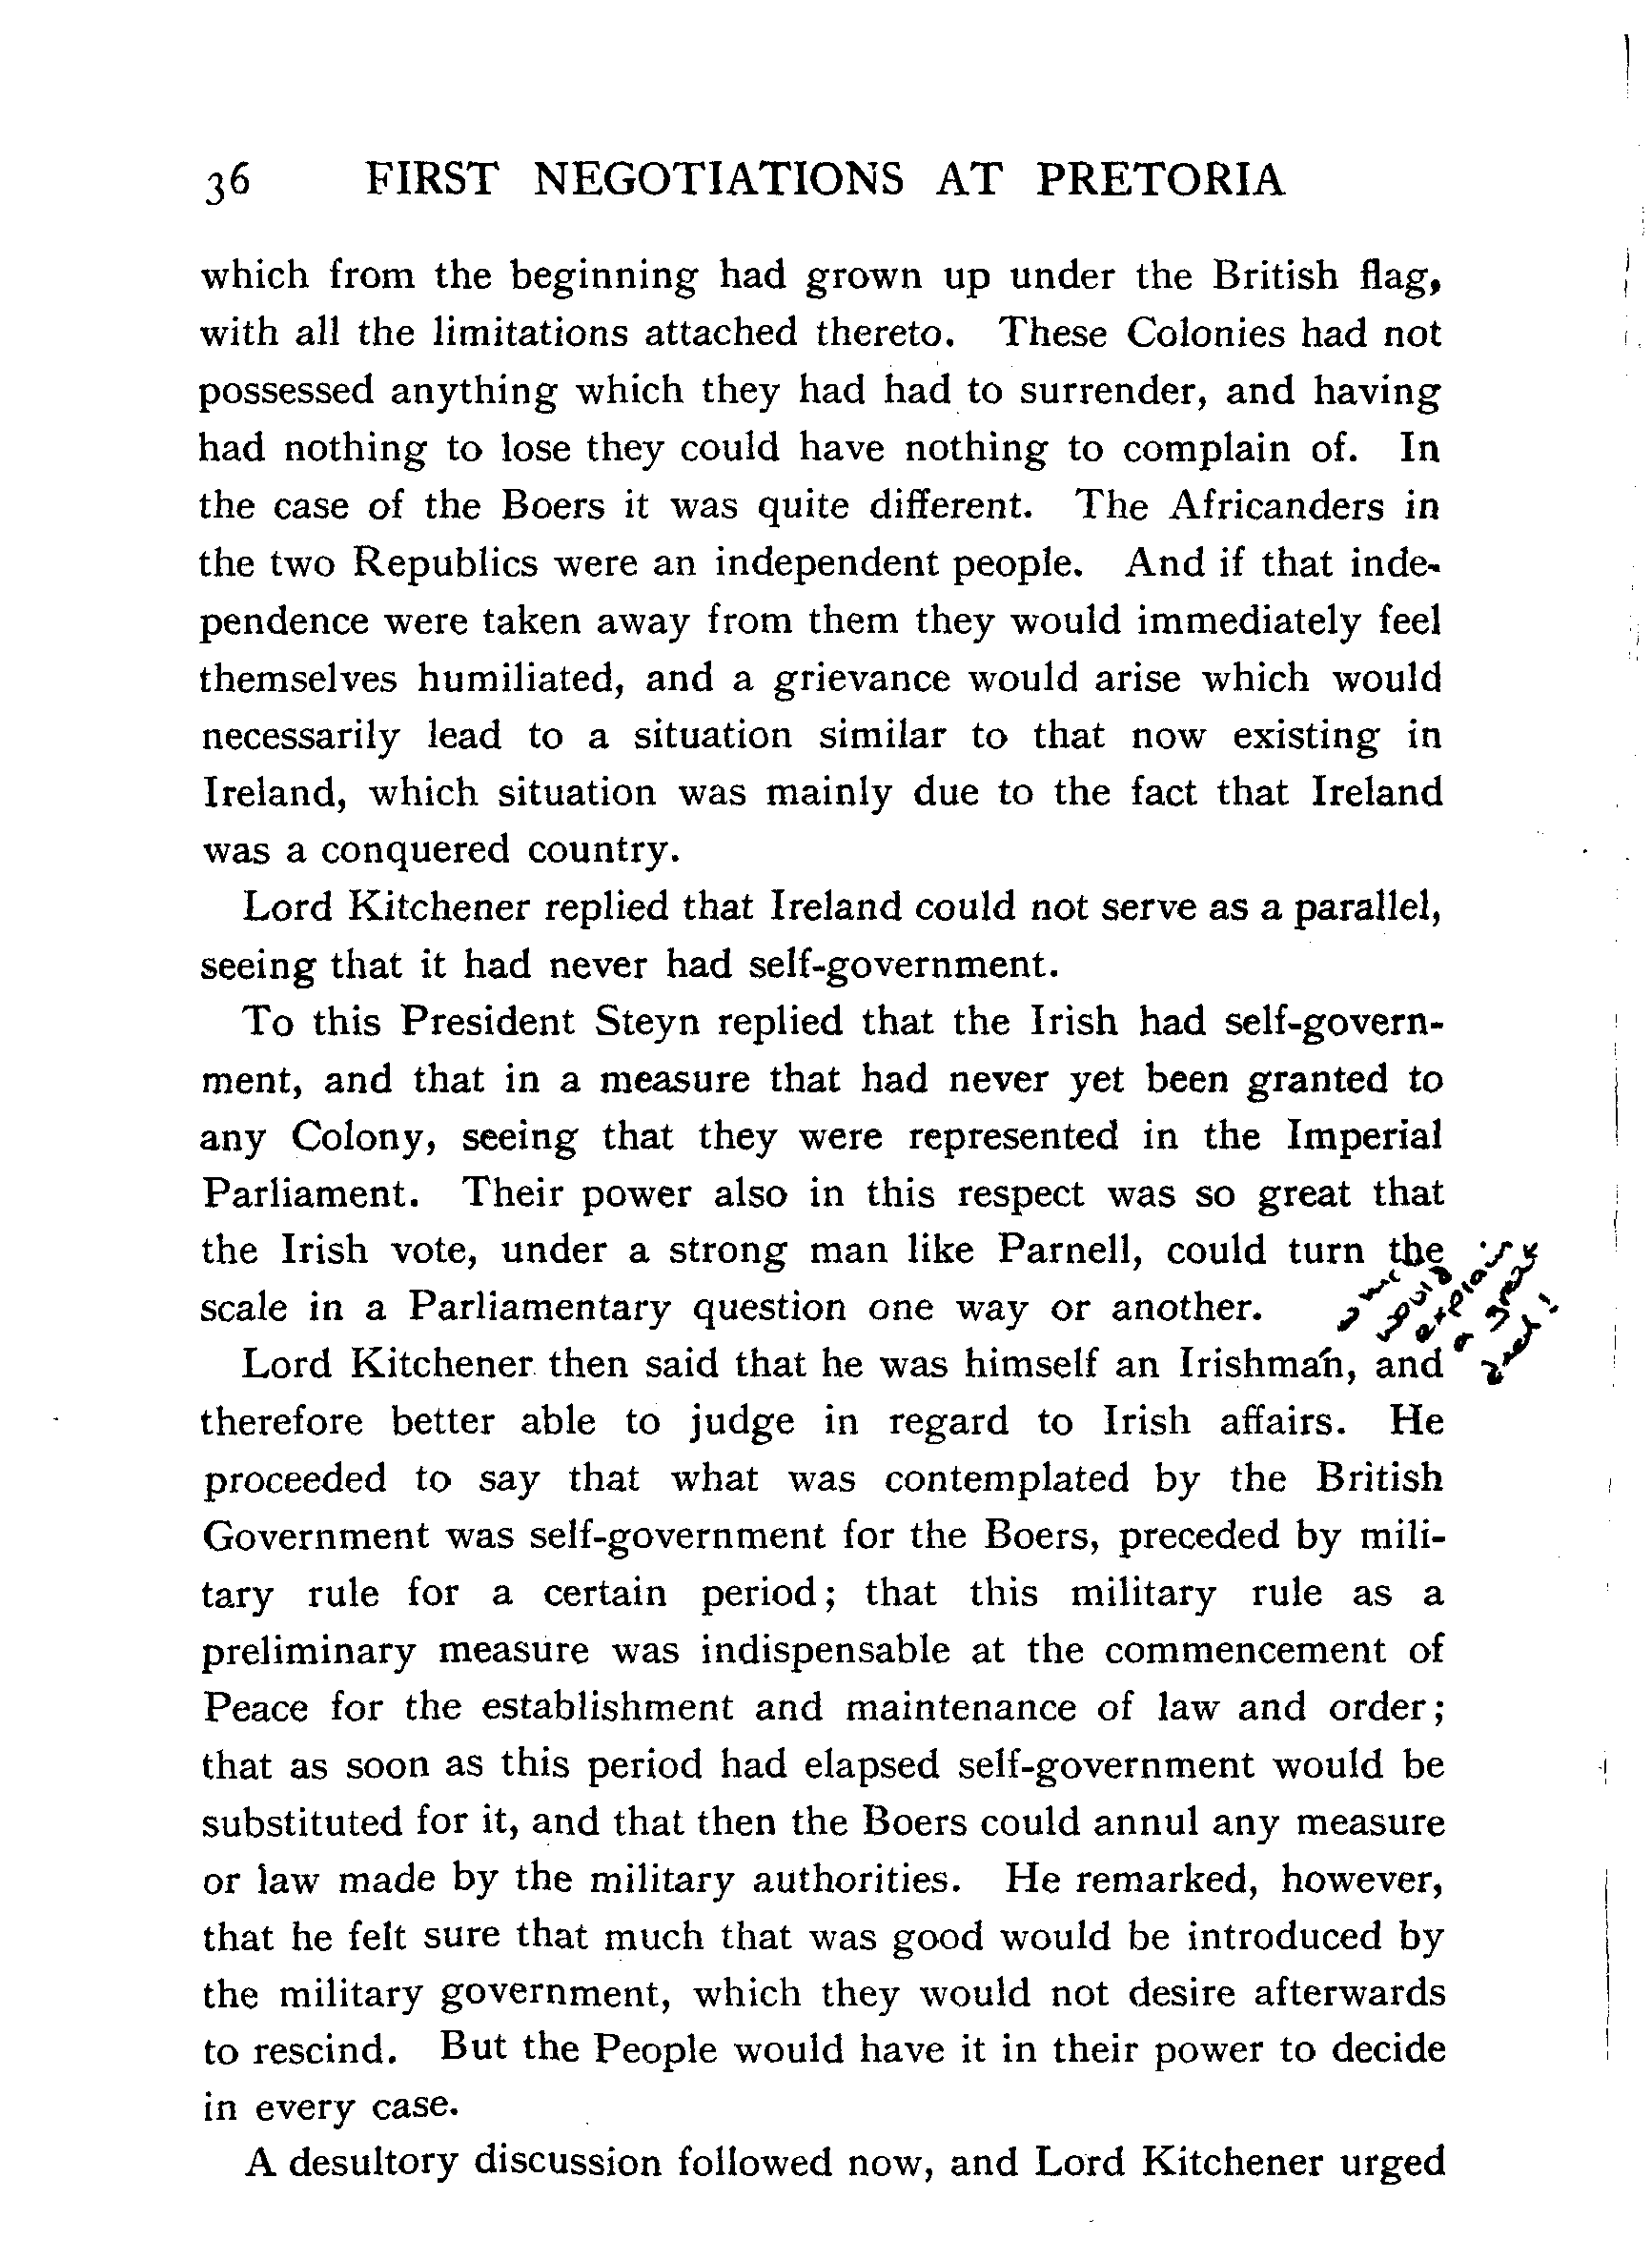 36 FIRST NEGOTIATIONS AT PRETORIA
which from the beginning had grown up under the British flag,
with all the limitations attached thereto. These Colonies had not
possessed anything which they had had to surrender, and having
had nothing to lose they could have nothing to complain of. In
the case of the Boers it was quite different. The Africanders in
the two Republics were an independent people. And if that inde-
pendence were taken away from them they would immediately feel
themselves humiliated, and a grievance would arise which would
necessarily lead to a situation similar to that now existing in
Ireland, which situation was mainly due to the fact that Ireland
was a conquered country.
Lord Kitchener replied that Ireland could not serve as a parallel,
seeing that it had never had self-government.
To this President Steyn replied that the Irish had self-govern-
ment, and that in a measure that had never yet been granted to
any Colony, seeing that they were represented in the Imperial
Parliament. Their power also in this respect was so great that
the Irish vote, under a strong man like Parnell, could turn the
scale in a Parliamentary question one way or another.
Lord Kitchener then said that he was himself an Irishman, and
therefore better able to judge in regard to Irish affairs. He
proceeded to say that what was contemplated by the British
Government was self-government for the Boers, preceded by mili-
tary rule for a certain period; that this military rule as a
preliminary measure was indispensable at the commencement of
Peace for the establishment and maintenance of law and order;
that as soon as this period had elapsed self-government would be
substituted for it, and that then the Boers could annul any measure
or law made by the military authorities. He remarked, however,
that he felt sure that much that was good would be introduced by
the military government, which they would not desire afterwards
to rescind. But the People would have it in their power to decide
in every case.
A desultory discussion followed now, and Lord Kitchener urged